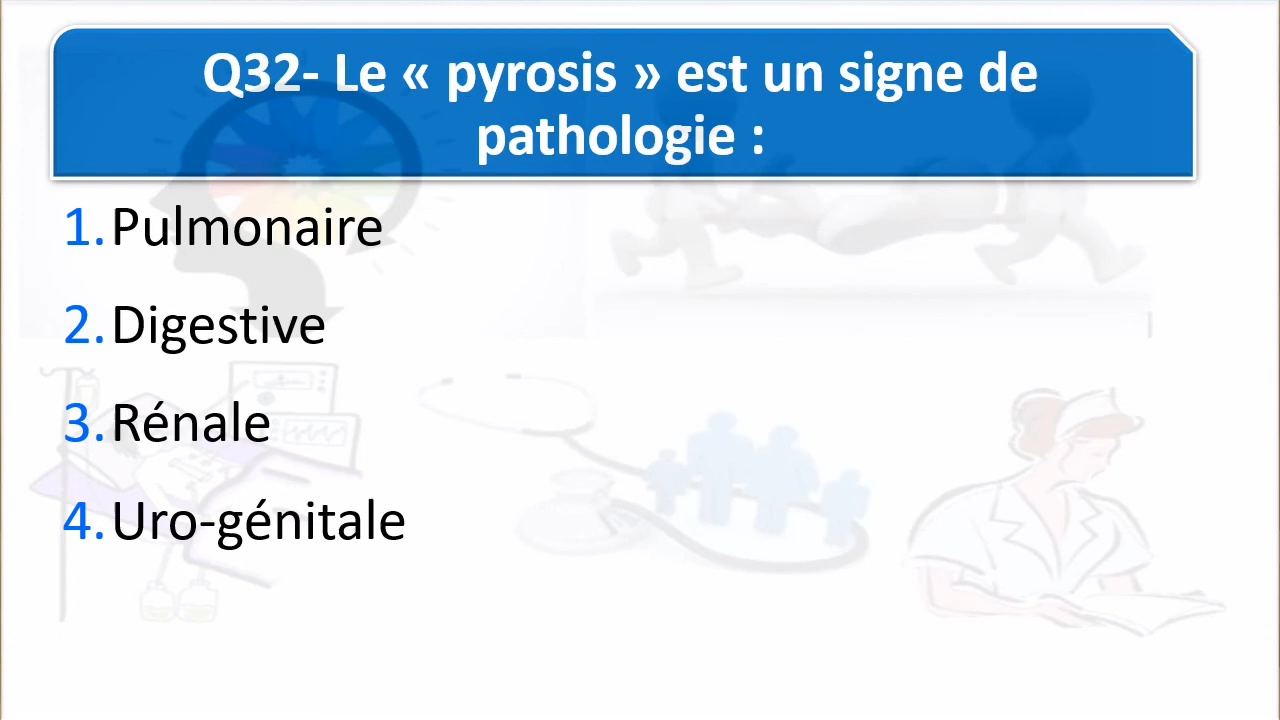 Q32- Le « pyrosis » est un signe de
pathologie :
1. Pulmonaire
2. Digestive
3. Rénale
4. Uro-génitale